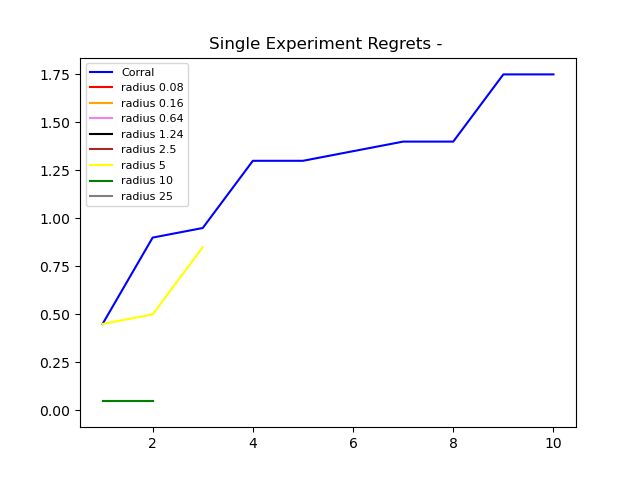 Single Experiment Regrets -
1.75
1.50
1.25
1.00
0.75
0.50
0.25
0.00
Corral
radius 0.08
radius 0.16
radius 0.64
radius 1.24
radius 2.5
radius 5
radius 10
radius 25
2
4
6
8
10